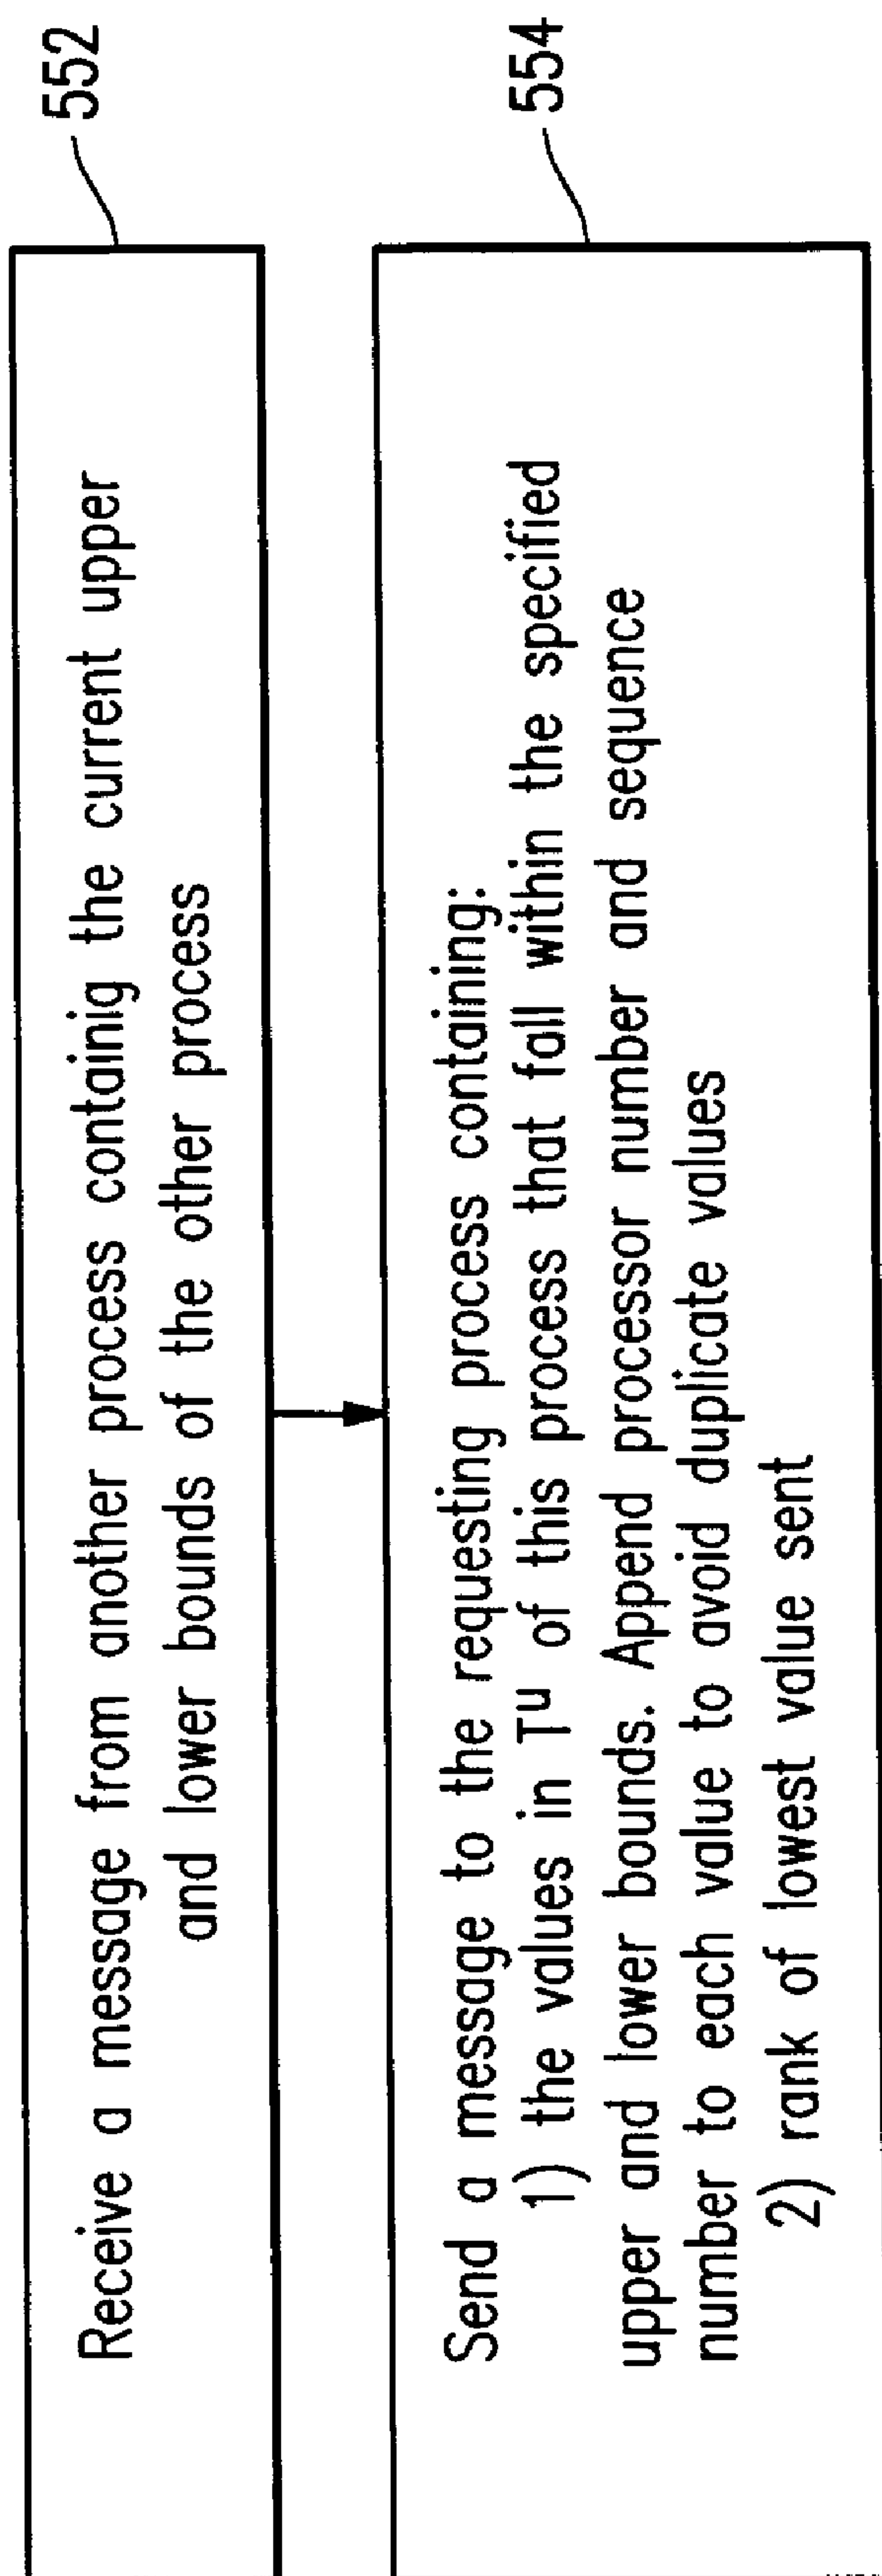 552
Receive a message from another process containig the current upper
and lower bounds of the other process
554
Send a message to the requesting process containing:
1) the values in Tᵘ of this process that fall within the specified
upper and lower bounds. Append processor number and sequence
number to each value to avoid duplicate values
2) rank of lowest value sent